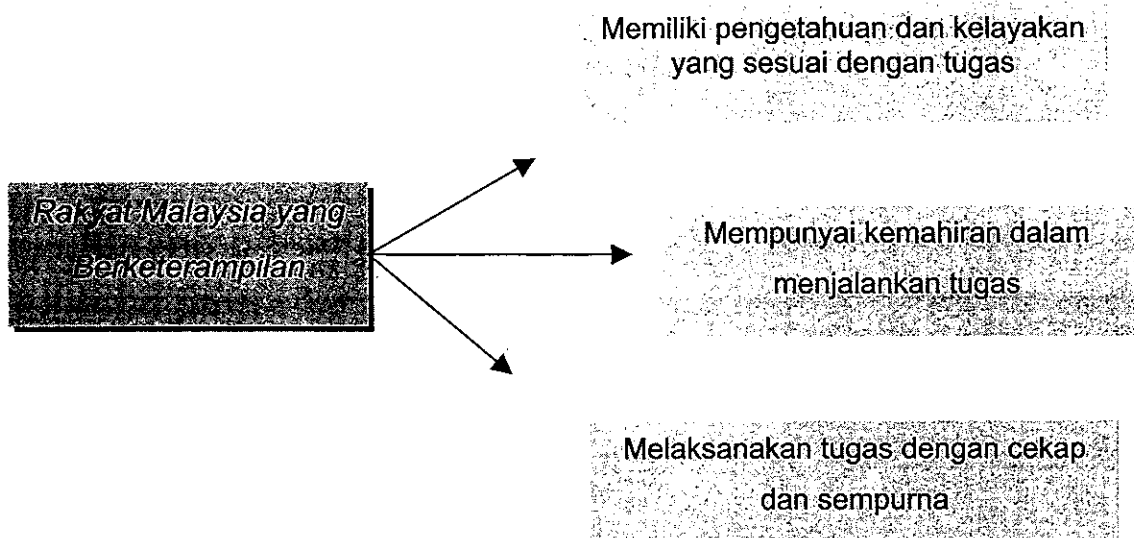 Memiliki pengetahuan dan kelayakan
yang sesuai dengan tugas
Rakyat Malaysia yang
Berketerampilan
Mempunyai kemahiran dalam
menjalankan tugas
Melaksanakan tugas dengan cekap
dan sempurna